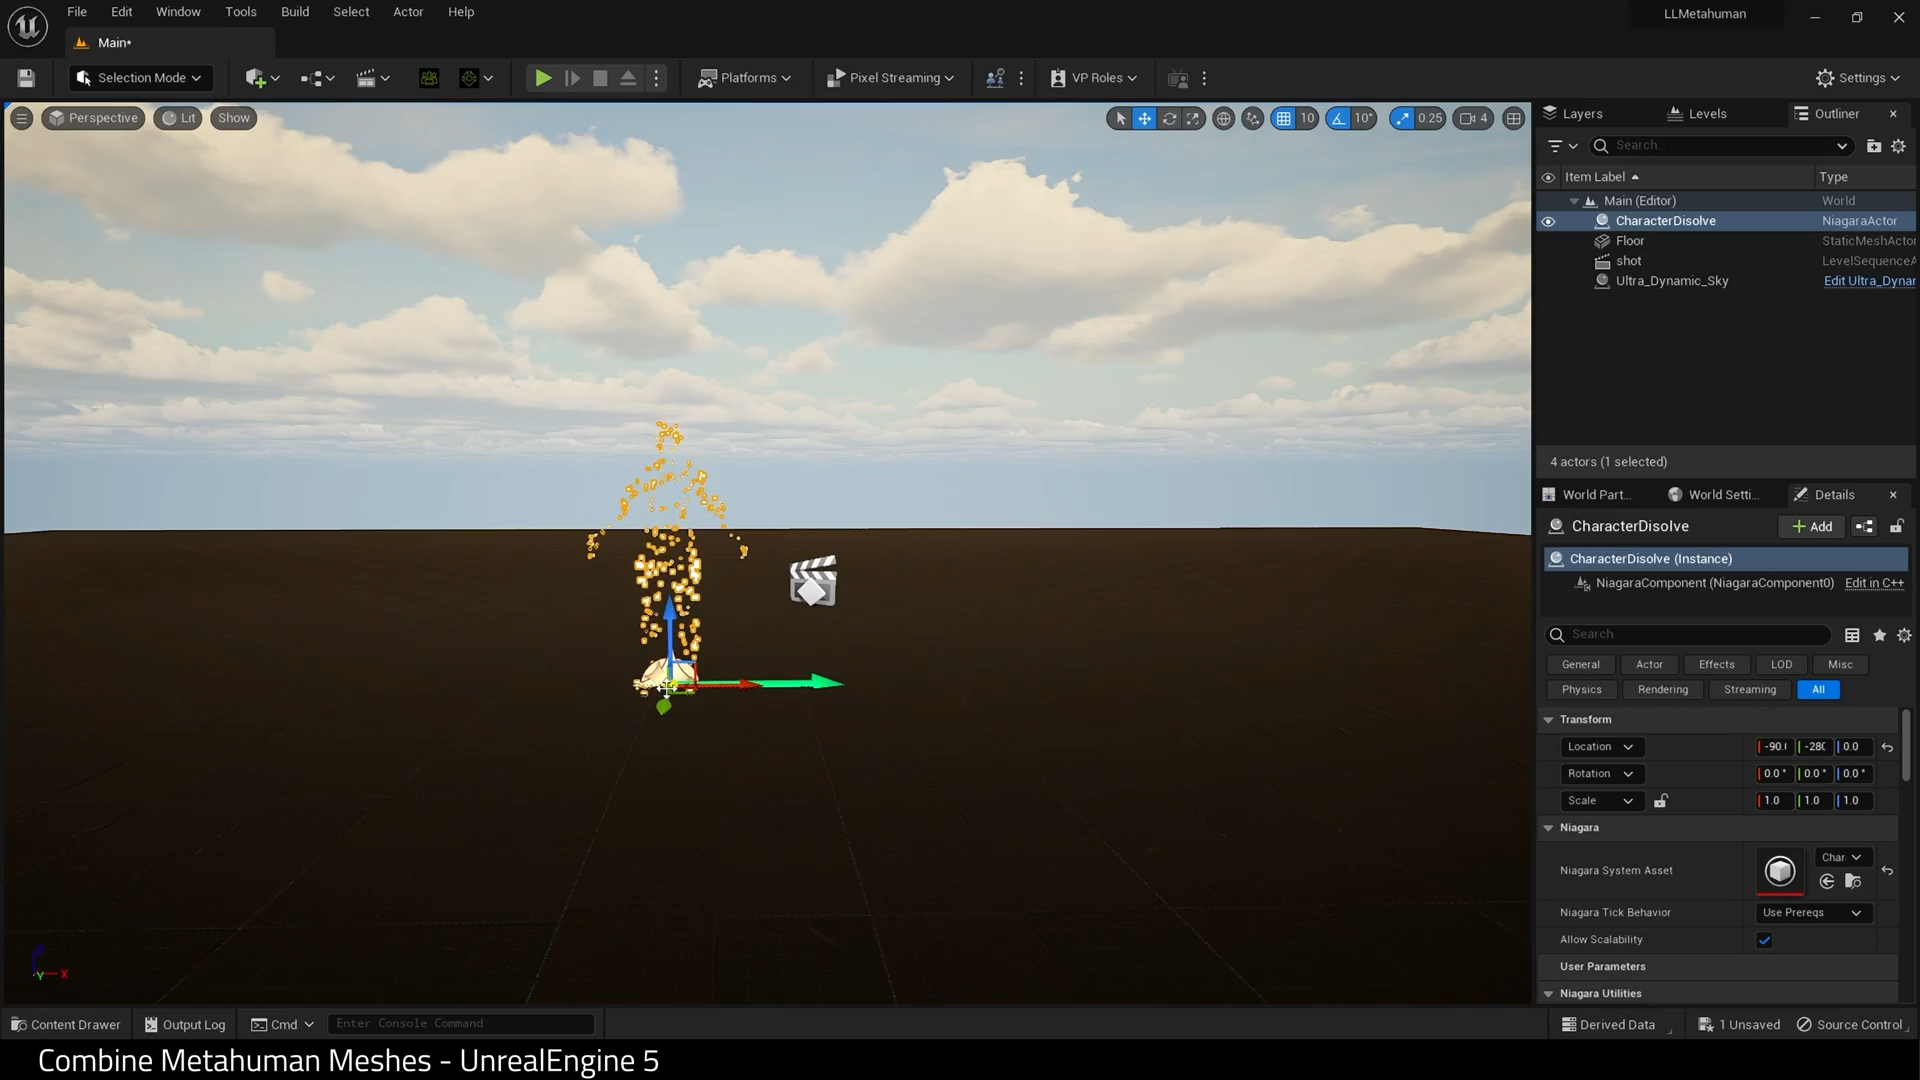 File Edit Window Tools Build Select Actor Help
LLMetahuman
Main*
Selection Mode
Platforms
Pixel Streaming
VP Roles
Settings
Perspective
Lit
Show
10
10°
0.25
4
Layers
Levels
Outliner
Search...
Item Label
Type
Main (Editor)
World
CharacterDisolve
NiagaraActor
Floor
StaticMeshActor
shot
LevelSequenceA
Ultra_Dynamic_Sky
Edit Ultra_Dynar
4 actors (1 selected)
World Part...
World Setti...
Details
CharacterDisolve
Add
CharacterDisolve (Instance)
NiagaraComponent (NiagaraComponent0)
Edit in C++
Search
General
Actor
Effects
LOD
Misc
Physics
Rendering
Streaming
All
Transform
Location
-90.(
-280
0.0
Rotation
0.0 °
0.0 °
0.0 °
Scale
1.0
1.0
1.0
Niagara
Niagara System Asset
Char
Niagara Tick Behavior
Use Prereqs
Allow Scalability
User Parameters
Niagara Utilities
Y
X
Content Drawer
Output Log
Cmd
Enter Console Command
Derived Data
1 Unsaved
Source Control
Combine Metahuman Meshes - UnrealEngine 5